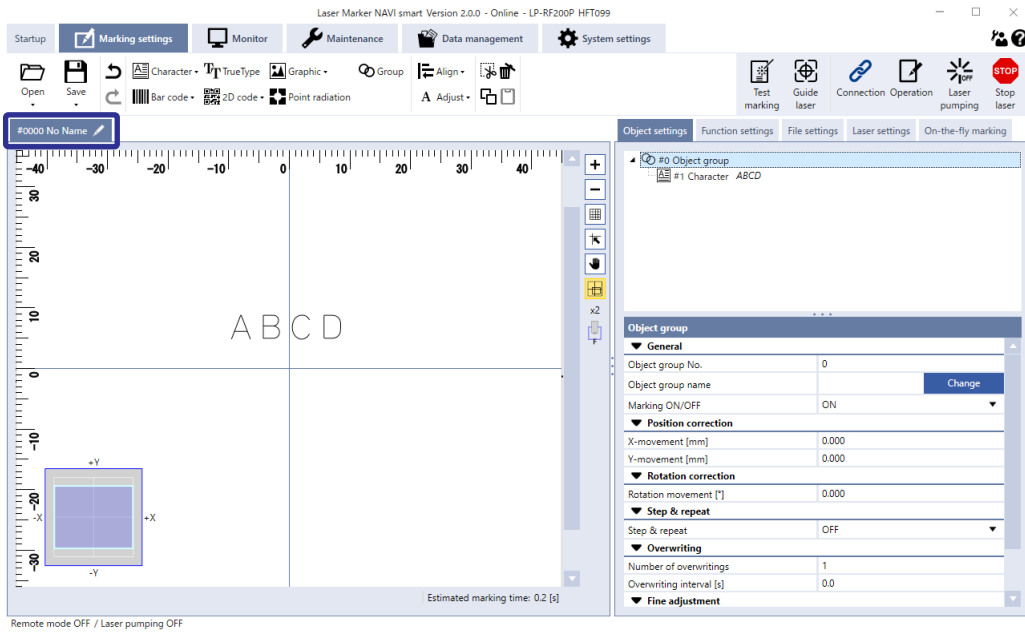 Laser Marker NAVI smart Version 2.0.0 - Online - LP-RF200P HFT099
Startup Marking settings Monitor Maintenance Data management System settings
Open Save Character TrueType Graphic Group Align
Bar code 2D code Point radiation Adjust
Test marking Guide laser Connection Operation Laser pumping Stop laser
OFF
STOP
#0000 No Name
Object settings Function settings File settings Laser settings On-the-fly marking
-40 -30 -20 -10 0 10 20 30 40
30
20
10
0
-10
-20
-30
x2
F
ABCD
+Y
-X +X
-Y
Estimated marking time: 0.2 [s]
#0 Object group
#1 Character ABCD
Object group
General
Object group No. 0
Object group name Change
Marking ON/OFF ON
Position correction
X-movement [mm] 0.000
Y-movement [mm] 0.000
Rotation correction
Rotation movement [°] 0.000
Step & repeat
Step & repeat OFF
Overwriting
Number of overwritings 1
Overwriting interval [s] 0.0
Fine adjustment
Remote mode OFF / Laser pumping OFF